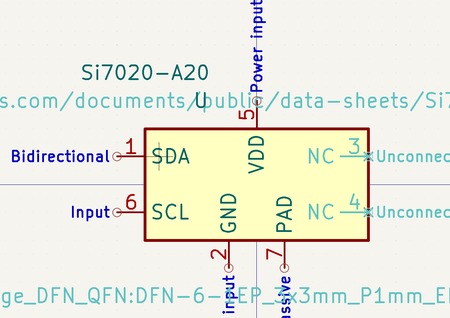 Power input
Si7020-A20
U
s.com/documents/public/data-sheets/Si7
5
Bidirectional 1 SDA VDD NC 3 Unconnec
Input 6 SCL GND PAD NC 4 Unconnec
2 7
input assive
ge_DFN_QFN:DFN-6-1EP_3x3mm_P1mm_E